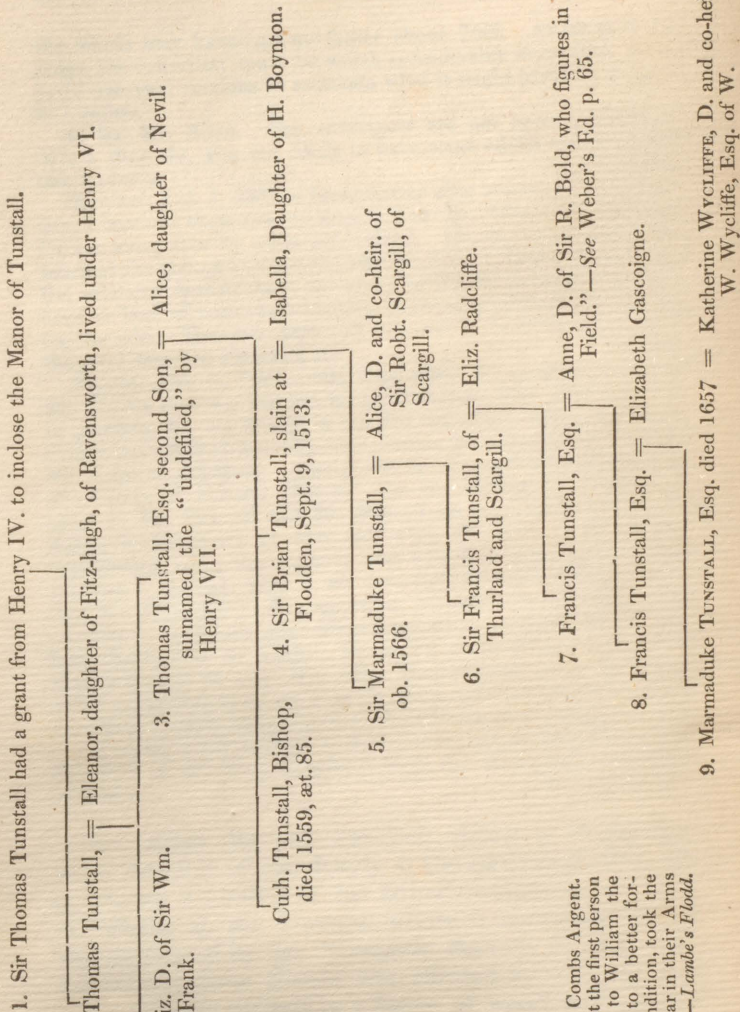 1. Sir Thomas Tunstall had a grant from Henry IV. to inclose the Manor of Tunstall.
Thomas Tunstall, = Eleanor, daughter of Fitz-hugh, of Ravensworth, lived under Henry VI.
iz. D. of Sir Wm.
Frank.
3. Thomas Tunstall, Esq. second Son, = Alice, daughter of Nevil.
surnamed the “ undefiled,” by
Henry VII.
Cuth. Tunstall, Bishop,
died 1559, æt. 85.
4. Sir Brian Tunstall, slain at = Isabella, Daughter of H. Boynton.
Flodden, Sept. 9, 1513.
5. Sir Marmaduke Tunstall, = Alice, D. and co-heir. of
ob. 1566.
Sir Robt. Scargill, of
Scargill.
6. Sir Francis Tunstall, of = Eliz. Radcliffe.
Thurland and Scargill.
7. Francis Tunstall, Esq. = Anne, D. of Sir R. Bold, who figures in
Field.”—See Weber's Ed. p. 65.
8. Francis Tunstall, Esq. = Elizabeth Gascoigne.
9. Marmaduke TUNSTALL, Esq. died 1657 = Katherine WYCLIFFE, D. and co-he
W. Wycliffe, Esq. of W.
Combs Argent.
t the first person
to William the
to a better for-
ndition, took the
ar in their Arms
—Lambe's Flodd.